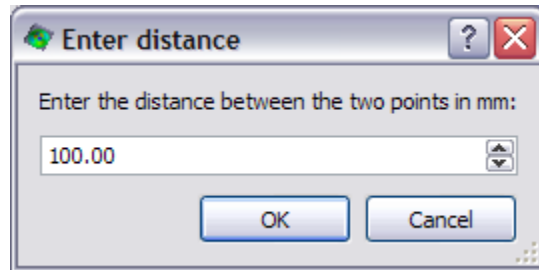 Enter distance
Enter the distance between the two points in mm:
100.00
OK
Cancel